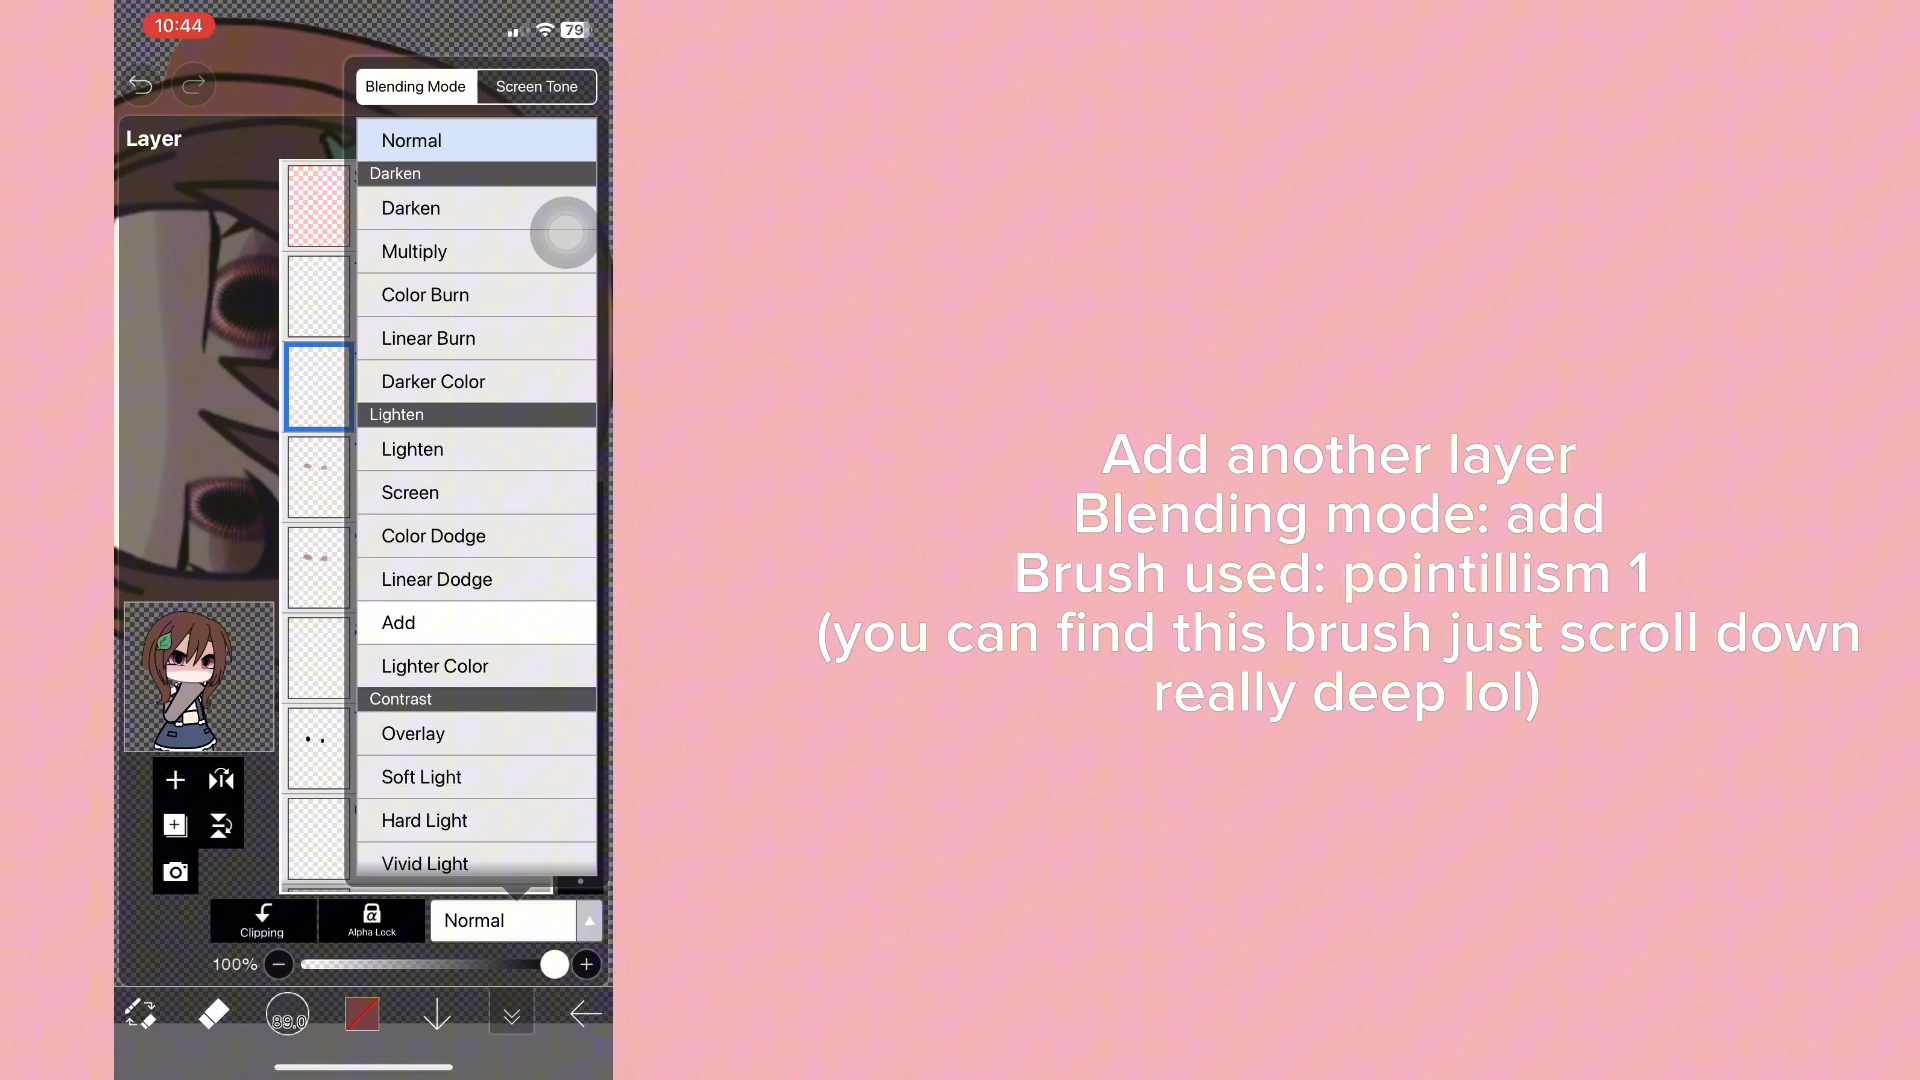 10:44
79
Blending Mode
Screen Tone
Layer
Normal
Darken
Darken
Multiply
Color Burn
Linear Burn
Darker Color
Lighten
Lighten
Screen
Color Dodge
Linear Dodge
Add
Lighter Color
Contrast
Overlay
Soft Light
Hard Light
Vivid Light
Clipping
α
Alpha Lock
Normal
100%
89.0
Add another layer
Blending mode: add
Brush used: pointillism 1
(you can find this brush just scroll down
really deep lol)